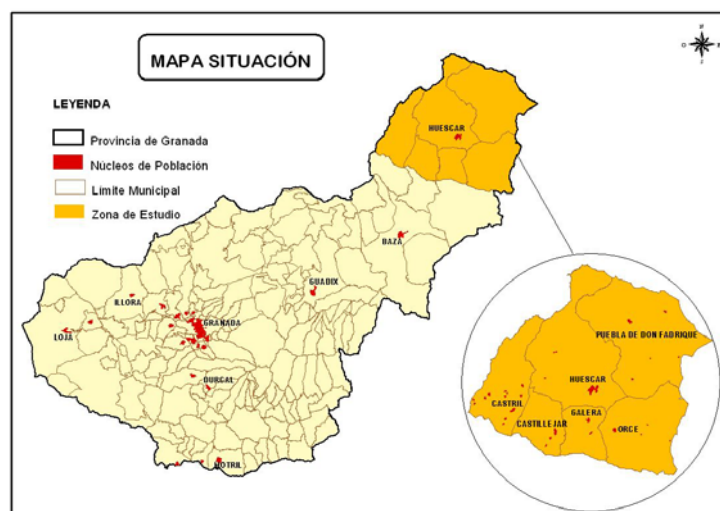 MAPA SITUACIÓN
N
O
E
S
LEYENDA
Provincia de Granada
Núcleos de Población
Límite Municipal
Zona de Estudio
HUESCAR
BAZA
GUADIX
ILLORA
GRANADA
LOJA
DURCAL
MOTRIL
PUEBLA DE DON FADRIQUE
HUESCAR
CASTRIL
GALERA
CASTILLEJAR
ORCE